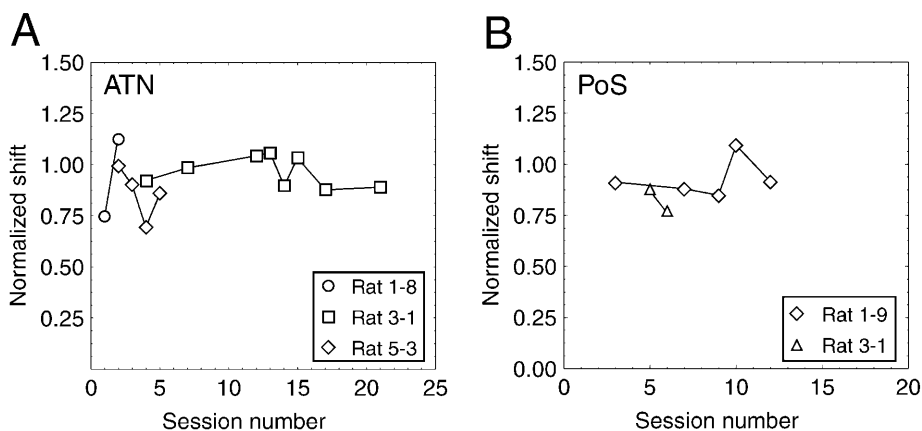 A
ATN
Normalized shift
1.50
1.25
1.00
0.75
0.50
0.25
0 5 10 15 20 25
Session number
Rat 1-8
Rat 3-1
Rat 5-3
B
PoS
Normalized shift
1.50
1.25
1.00
0.75
0.50
0.25
0.00
0 5 10 15 20
Session number
Rat 1-9
Rat 3-1